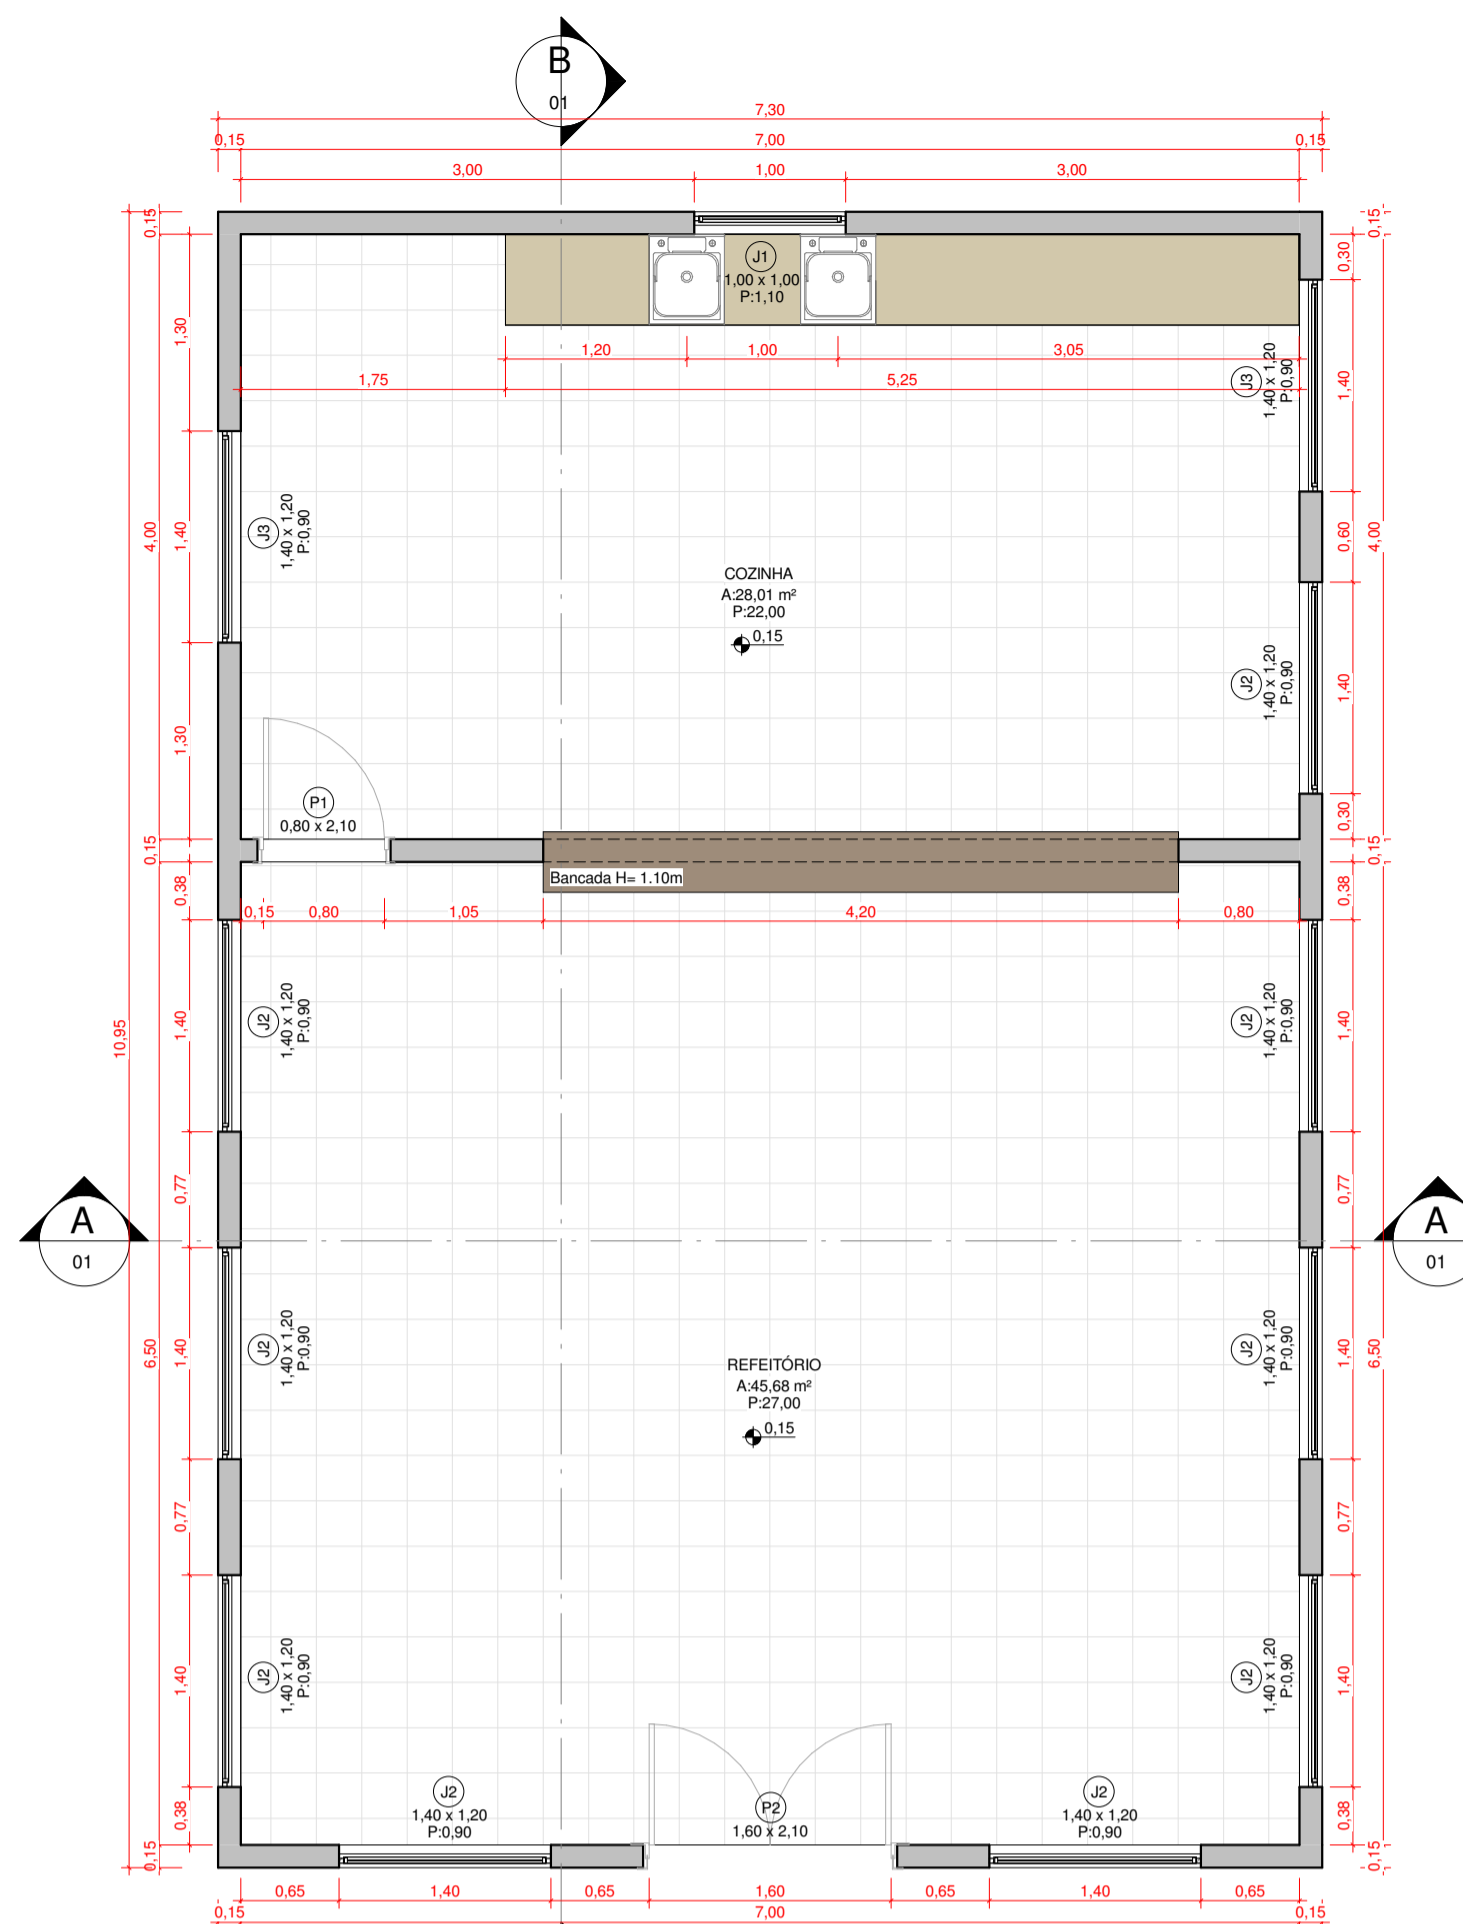 B
01
7,30
0,15
7,00
0,15
3,00
1,00
3,00
0,15
0,15
J1
1,00 x 1,00
P:1,10
0,30
1,30
1,20
1,00
3,05
1,75
5,25
J3
1,40 x 1,20
P:0,90
1,40
4,00
1,40
J3
1,40 x 1,20
P:0,90
0,60
4,00
COZINHA
A:28,01 m²
P:22,00
0,15
J2
1,40 x 1,20
P:0,90
1,40
1,30
P1
0,80 x 2,10
0,30
0,15
0,15
Bancada H= 1.10m
0,38
0,38
0,15
0,80
1,05
4,20
0,80
10,95
1,40
J2
1,40 x 1,20
P:0,90
J2
1,40 x 1,20
P:0,90
1,40
0,77
0,77
A
01
A
01
6,50
1,40
J2
1,40 x 1,20
P:0,90
J2
1,40 x 1,20
P:0,90
1,40
6,50
REFEITÓRIO
A:45,68 m²
P:27,00
0,15
0,77
0,77
1,40
J2
1,40 x 1,20
P:0,90
J2
1,40 x 1,20
P:0,90
1,40
J2
1,40 x 1,20
P:0,90
P2
1,60 x 2,10
J2
1,40 x 1,20
P:0,90
0,38
0,38
0,15
0,15
0,65
1,40
0,65
1,60
0,65
1,40
0,65
0,15
7,00
0,15